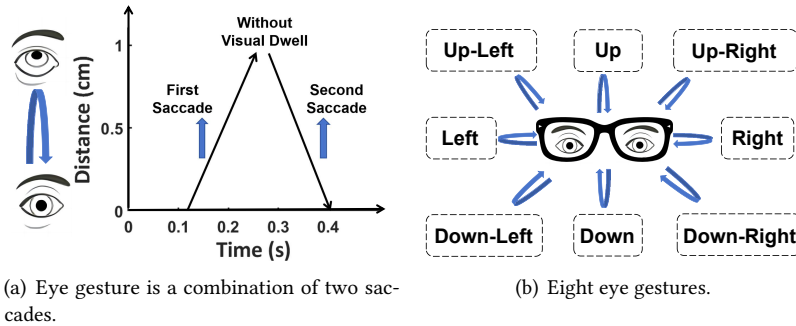 Without
Visual Dwell
First
Saccade
Second
Saccade
Distance (cm)
1
0.5
0
0
0.1
0.2
0.3
0.4
Time (s)
(a) Eye gesture is a combination of two sac-
cades.
Up-Left
Up
Up-Right
Left
Right
Down-Left
Down
Down-Right
(b) Eight eye gestures.